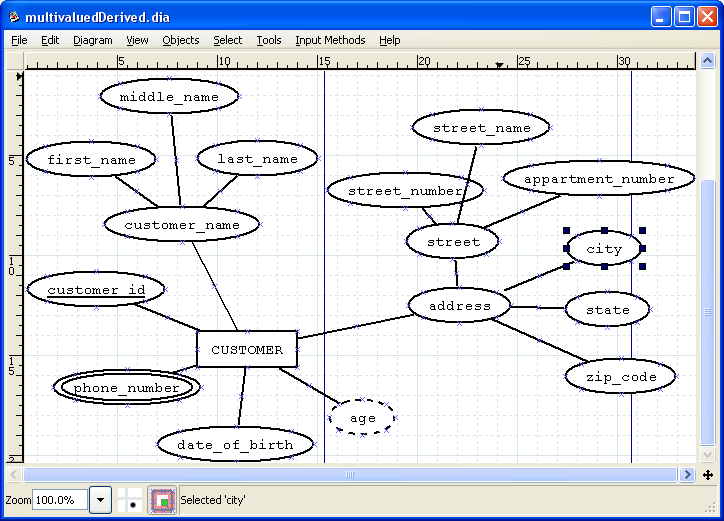 multivaluedDerived.dia
File Edit Diagram View Objects Select Tools Input Methods Help
5 10 15 20 25 30
5
10
15
2
middle_name
first_name
last_name
customer_name
street_name
street_number
appartment_number
street
city
customer_id
address
state
CUSTOMER
phone_number
zip_code
age
date_of_birth
Zoom 100.0% Selected 'city'